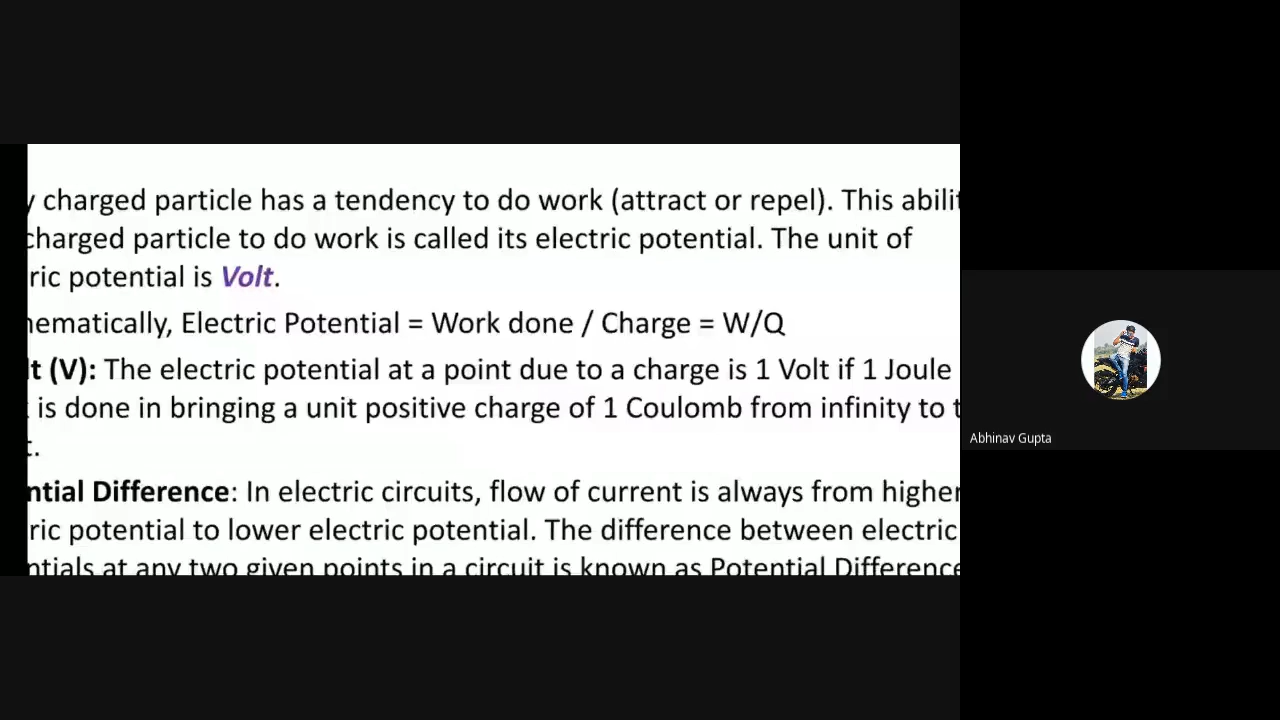 y charged particle has a tendency to do work (attract or repel). This abilit
charged particle to do work is called its electric potential. The unit of
ric potential is Volt.
hematically, Electric Potential = Work done / Charge = W/Q
lt (V): The electric potential at a point due to a charge is 1 Volt if 1 Joule
is done in bringing a unit positive charge of 1 Coulomb from infinity to t
t.
ntial Difference: In electric circuits, flow of current is always from higher
ric potential to lower electric potential. The difference between electric
ntials at any two given points in a circuit is known as Potential Difference
Abhinav Gupta